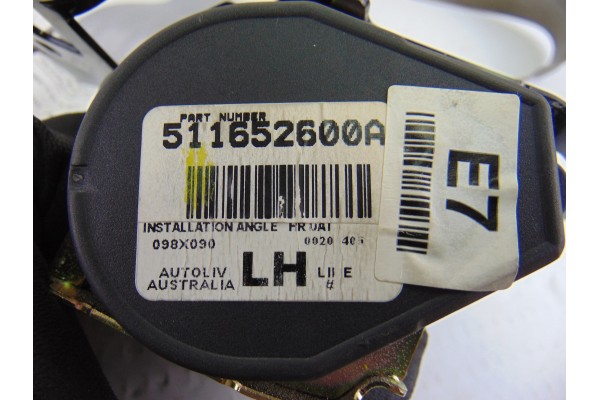 PART NUMBER
511652600A
INSTALLATION ANGLE
098X090 0020
AUTOLIV LH
AUSTRALIA #
E7